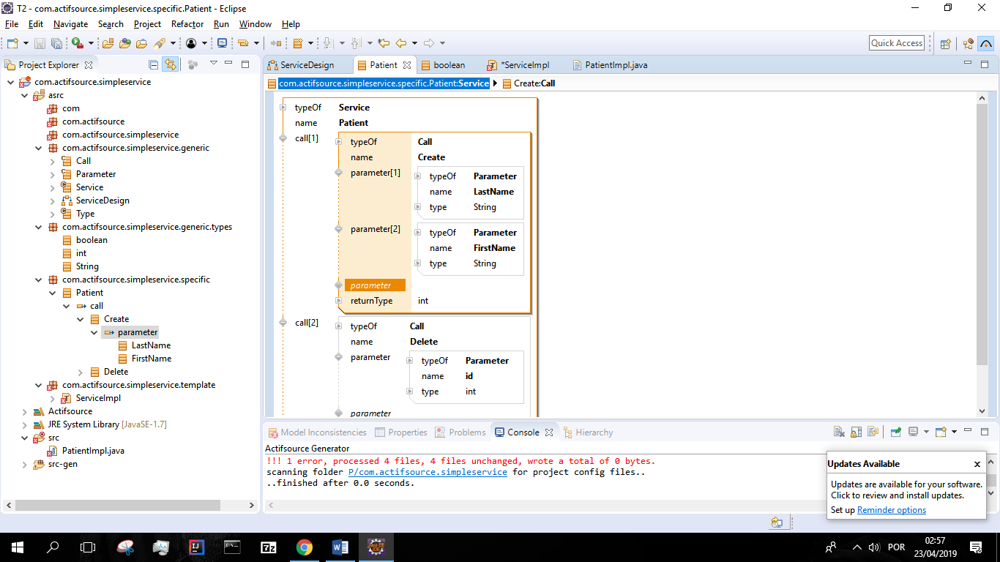 T2 - com.actifsource.simpleservice.specific.Patient - Eclipse
File Edit Navigate Search Project Refactor Run Window Help
Quick Access
Project Explorer
com.actifsource.simpleservice
asrc
com
com.actifsource
com.actifsource.simpleservice
com.actifsource.simpleservice.generic
Call
Parameter
Service
ServiceDesign
Type
com.actifsource.simpleservice.generic.types
boolean
int
String
com.actifsource.simpleservice.specific
Patient
call
Create
parameter
LastName
FirstName
Delete
com.actifsource.simpleservice.template
ServiceImpl
Actifsource
JRE System Library [JavaSE-1.7]
src
PatientImpl.java
src-gen
ServiceDesign Patient boolean *ServiceImpl PatientImpl.java
com.actifsource.simpleservice.specific.Patient:Service Create:Call
typeOf Service
name Patient
call[1]
typeOf Call
name Create
parameter[1]
typeOf Parameter
name LastName
type String
parameter[2]
typeOf Parameter
name FirstName
type String
parameter
returnType int
call[2]
typeOf Call
name Delete
parameter
typeOf Parameter
name id
type int
parameter
Model Inconsistencies Properties Problems Console Hierarchy
Actifsource Generator
!!! 1 error, processed 4 files, 4 files unchanged, wrote a total of 0 bytes.
scanning folder P/com.actifsource.simpleservice for project config files..
..finished after 0.0 seconds.
Updates Available
Updates are available for your software.
Click to review and install updates.
Set up Reminder options
7z
JAVA EE
IDE
POR
02:57
23/04/2019